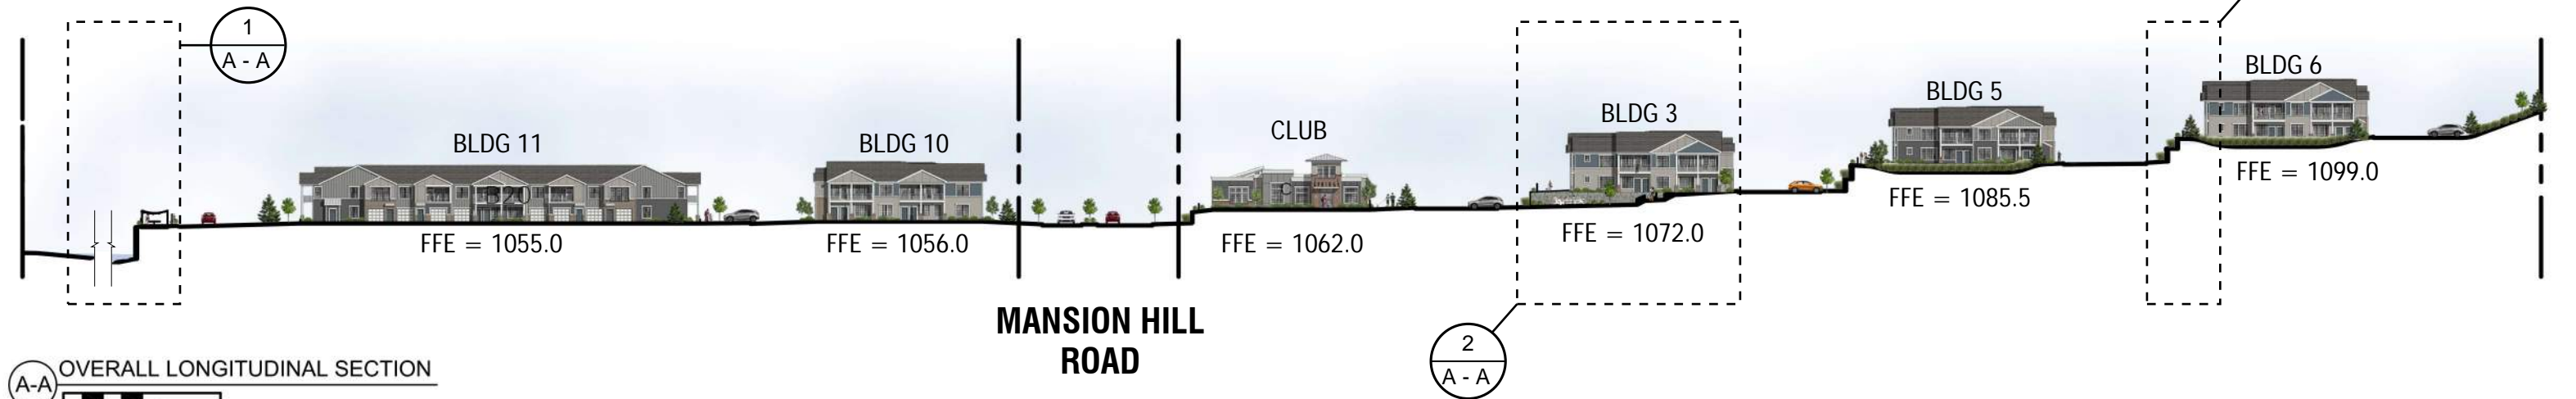 1
A - A
BLDG 11
BLDG 10
CLUB
BLDG 3
BLDG 5
BLDG 6
B20
C
FFE = 1055.0
FFE = 1056.0
FFE = 1062.0
FFE = 1072.0
FFE = 1085.5
FFE = 1099.0
MANSION HILL
ROAD
2
A - A
A-A
OVERALL LONGITUDINAL SECTION